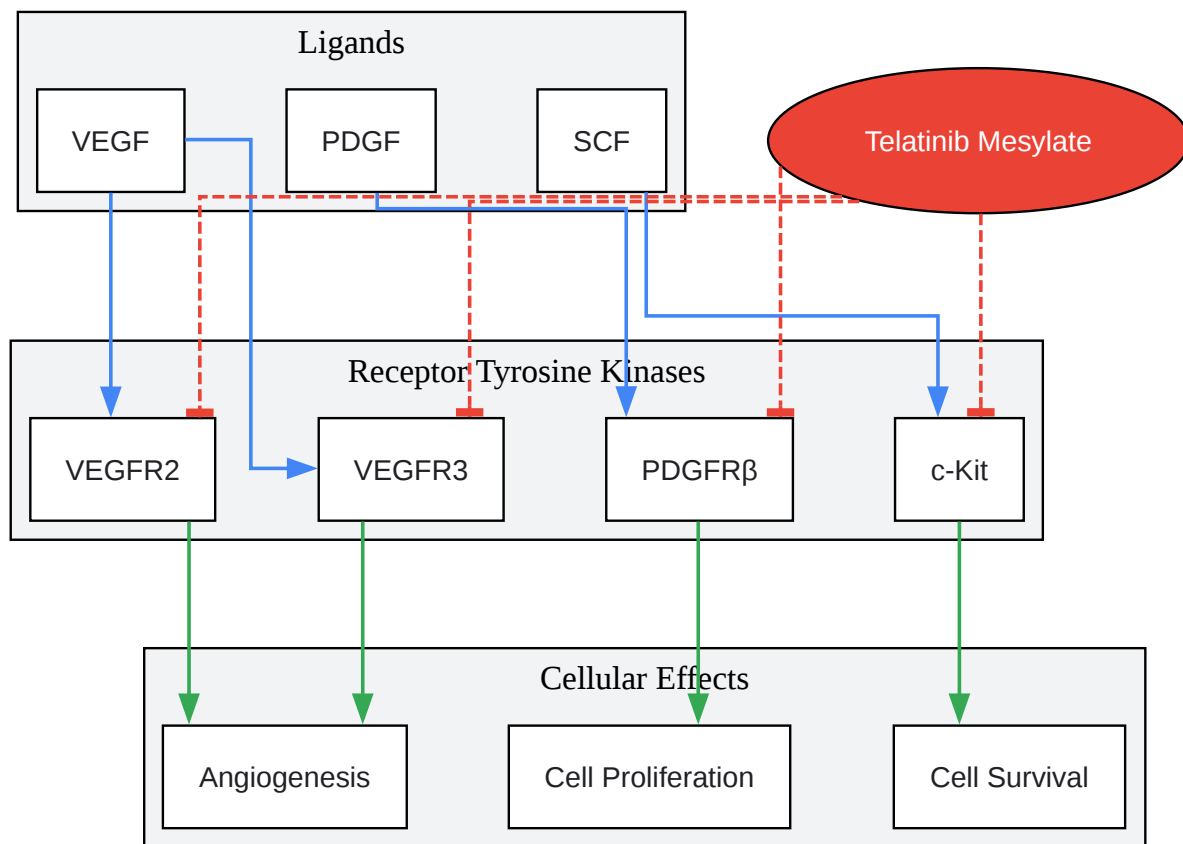 Ligands
VEGF
PDGF
SCF
Telatinib Mesylate
Receptor Tyrosine Kinases
VEGFR2
VEGFR3
PDGFRβ
c-Kit
Cellular Effects
Angiogenesis
Cell Proliferation
Cell Survival